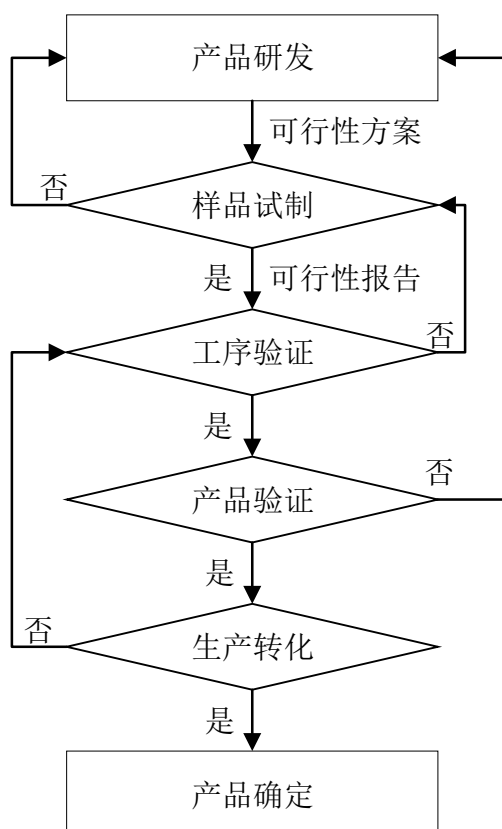 产品研发
可行性方案
否
样品试制
是
可行性报告
否
工序验证
是
否
产品验证
是
否
生产转化
是
产品确定